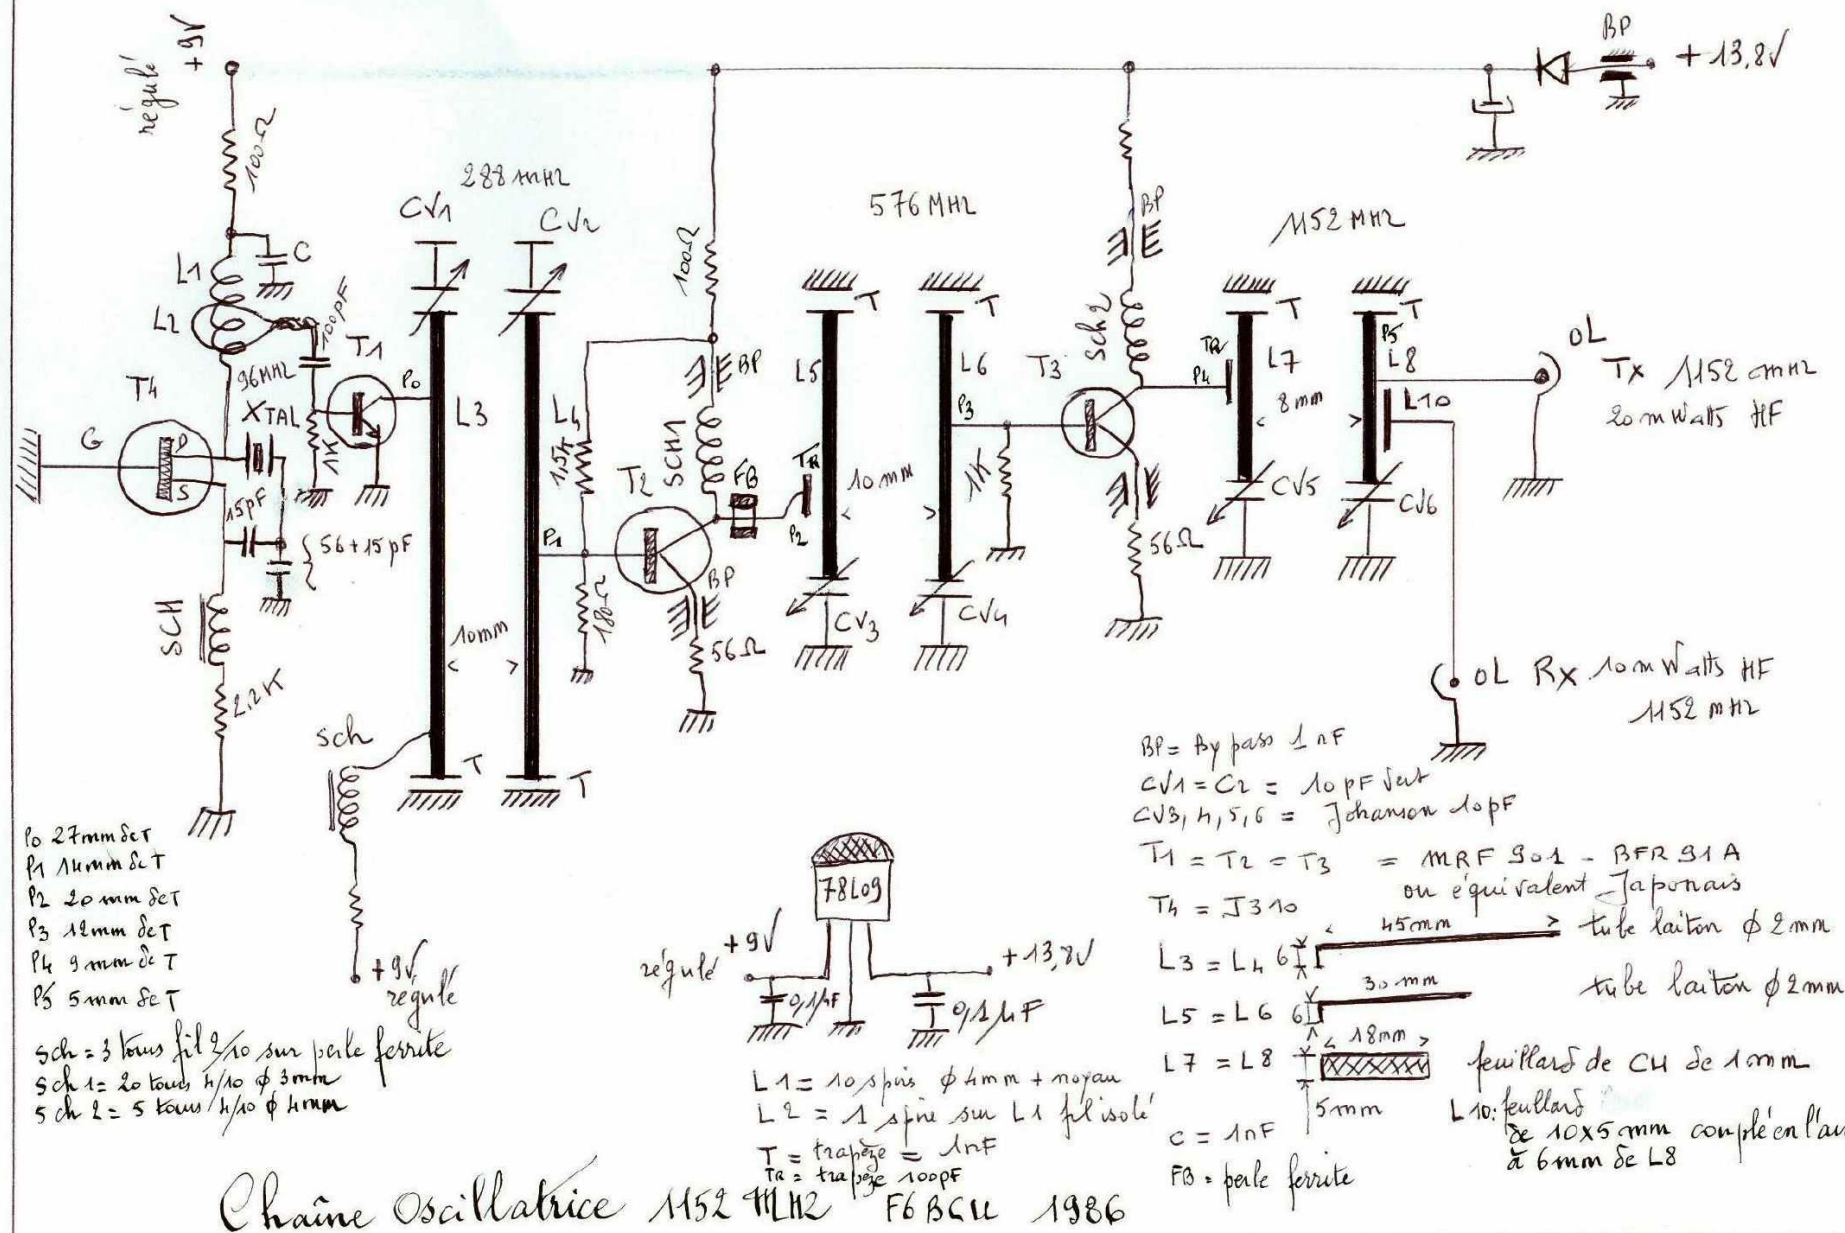 +9V
régulé
100Ω
L1
C
L2
100pF
T1
96MHz
XTAL
T4
G
D
S
15pF
56+15pF
1K
SCH
2,2K
288 mHz
CV1
CV2
P0
L3
L4
10mm
T
T
Sch
+9V
régulé
100Ω
1,5K
P1
180Ω
T2
SCH1
BP
FB
BP
56Ω
576 MHz
T
T
L5
L6
TR
P2
10mm
P3
CV3
CV4
1K
T3
BP
Sch2
56Ω
1152 MHz
T
T
TR
P4
L7
8mm
P5
L8
L10
CV5
CV6
BP
+13,8V
OL
Tx 1152 mHz
20 mWatts HF
OL Rx 10 mWatts HF
1152 mHz
P0 27mm de T
P1 14mm de T
P2 20mm de T
P3 12mm de T
P4 9mm de T
P5 5mm de T
Sch = 3 tours fil 2/10 sur perle ferrite
Sch 1 = 20 tours 4/10 φ 3mm
Sch 2 = 5 tours 4/10 φ 4mm
78L09
régulé +9V
+13,8V
0,1µF
0,1µF
L1 = 10 spires φ 4mm + noyau
L2 = 1 spire sur L1 fil isolé
T = trapèze = 1nF
TR = trapèze 100pF
BP = By pass 1nF
CV1 = C2 = 10pF vert
CV3, 4, 5, 6 = Johanson 10pF
T1 = T2 = T3 = MRF 901 - BFR 91A
ou équivalent Japonais
T4 = J310
L3 = L4 6 45mm tube laiton φ 2mm
L5 = L6 6 30mm tube laiton φ 2mm
L7 = L8 18mm feuillard de CU de 1mm
5mm
L10: feuillard
de 10x5 mm couplé en l'air
à 6mm de L8
C = 1nF
FB = perle ferrite
Chaîne Oscillatrice 1152 MHz F6BCU 1986